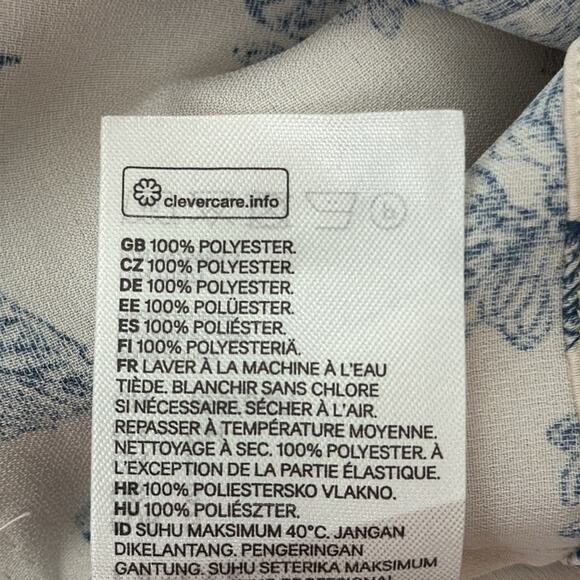 clevercare.info
GB 100% POLYESTER.
CZ 100% POLYESTER.
DE 100% POLYESTER.
EE 100% POLÜESTER.
ES 100% POLIÉSTER.
FI 100% POLYESTERIÄ.
FR LAVER À LA MACHINE À L'EAU
TIÈDE. BLANCHIR SANS CHLORE
SI NÉCESSAIRE. SÉCHER À L'AIR.
REPASSER À TEMPÉRATURE MOYENNE.
NETTOYAGE À SEC. 100% POLYESTER. À
L'EXCEPTION DE LA PARTIE ÉLASTIQUE.
HR 100% POLIESTERSKO VLAKNO.
HU 100% POLIÉSZTER.
ID SUHU MAKSIMUM 40°C. JANGAN
DIKELANTANG. PENGERINGAN
GANTUNG. SUHU SETERIKA MAKSIMUM